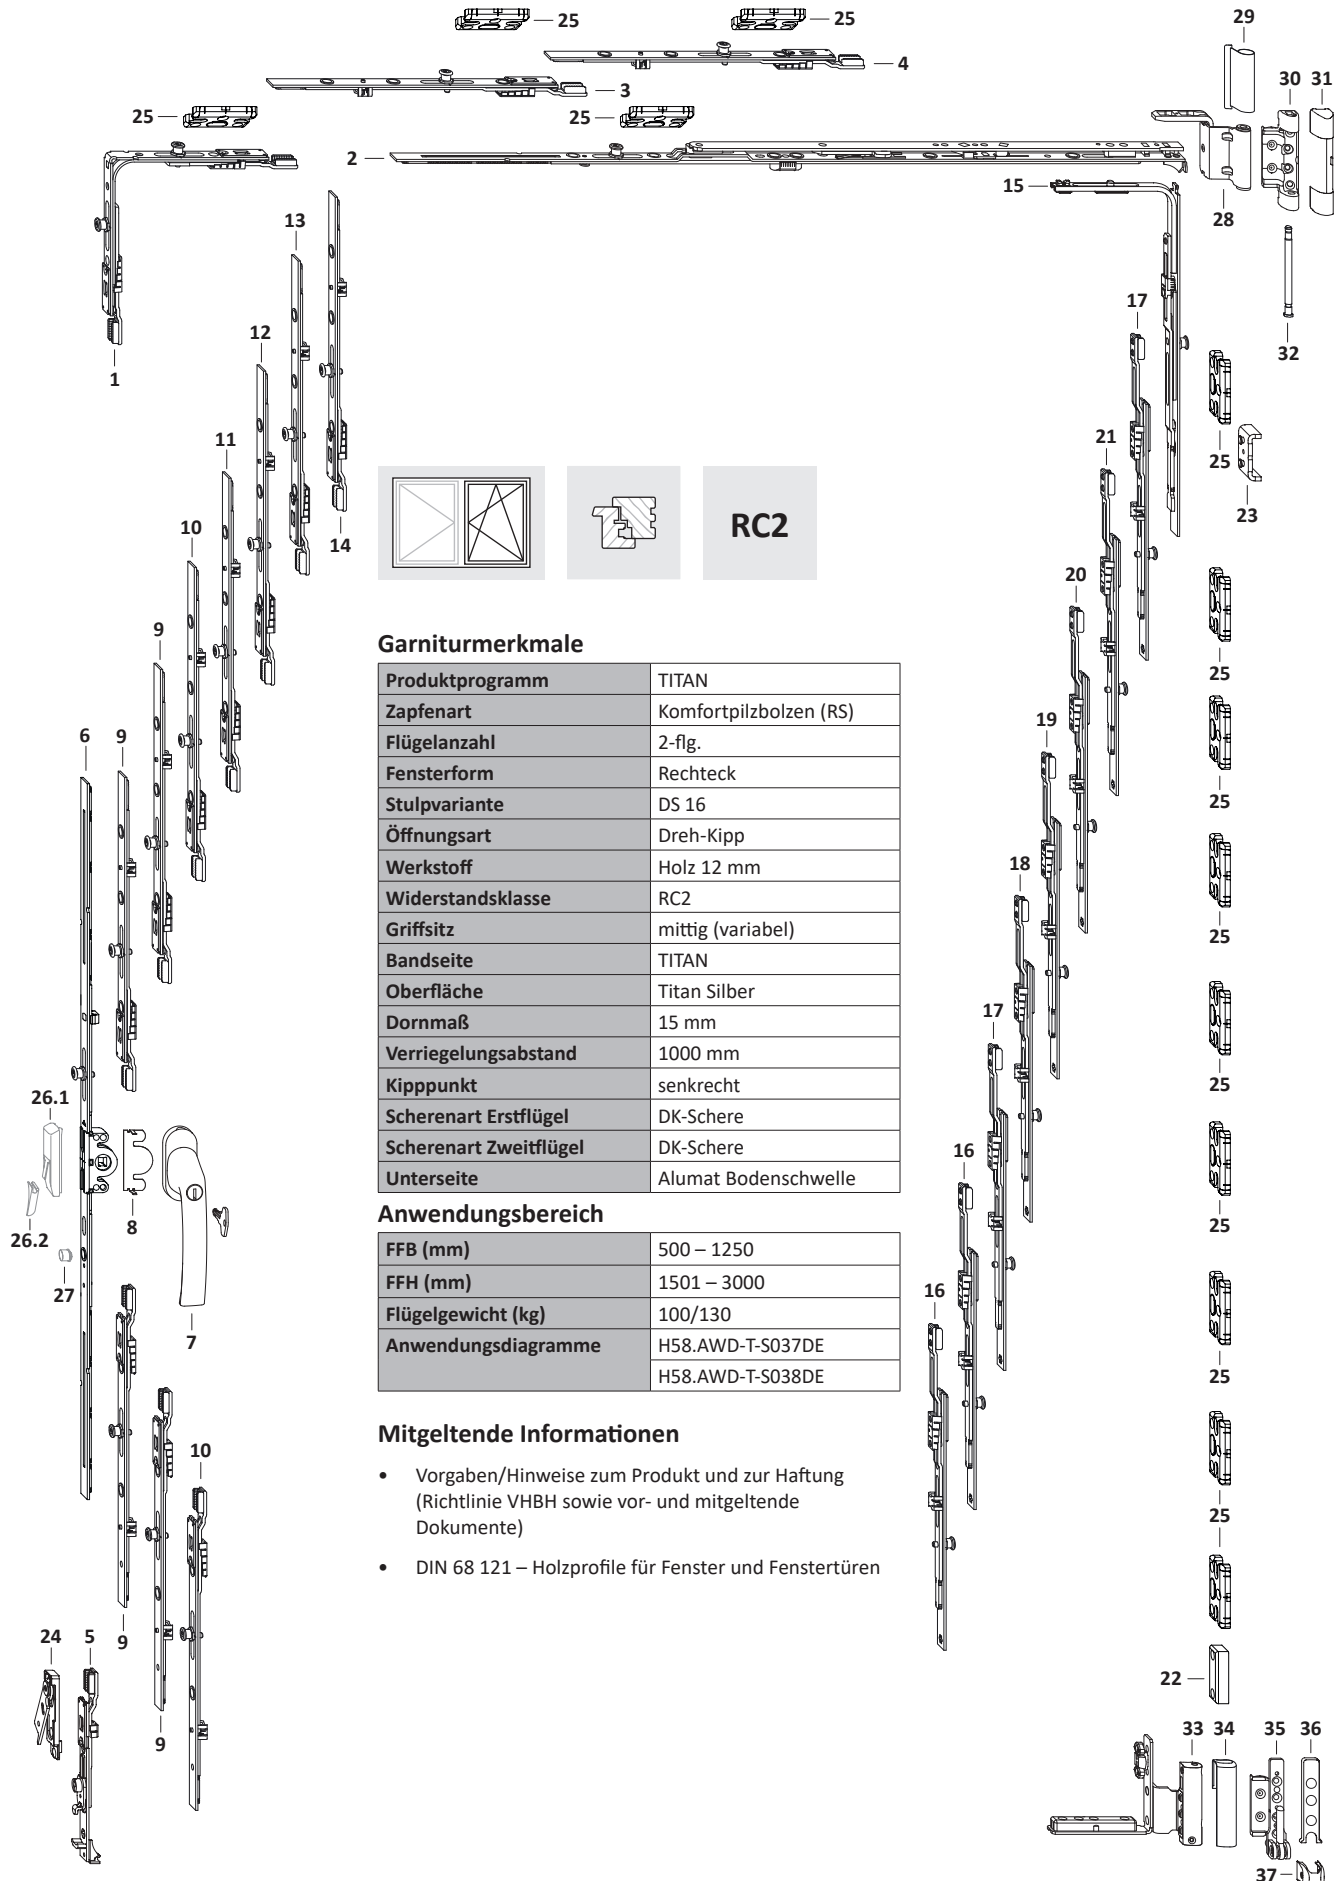 25
25
29
4
30
31
3
25
25
2
15
28
13
17
12
32
1
11
21
25
23
10
14
RC2
20
9
25
Garniturmerkmale
Produktprogramm TITAN
Zapfenart Komfortpilzbolzen (RS)
Flügelanzahl 2-flg.
Fensterform Rechteck
Stulpvariante DS 16
Öffnungsart Dreh-Kipp
Werkstoff Holz 12 mm
Widerstandsklasse RC2
Griffsitz mittig (variabel)
Bandseite TITAN
Oberfläche Titan Silber
Dornmaß 15 mm
Verriegelungsabstand 1000 mm
Kipppunkt senkrecht
Scherenart Erstflügel DK-Schere
Scherenart Zweitflügel DK-Schere
Unterseite Alumat Bodenschwelle
6
9
19
25
18
25
17
25
26.1
16
26.2
8
25
27
7
16
25
Anwendungsbereich
FFB (mm) 500 – 1250
FFH (mm) 1501 – 3000
Flügelgewicht (kg) 100/130
Anwendungsdiagramme H58.AWD-T-S037DE
H58.AWD-T-S038DE
Mitgeltende Informationen
• Vorgaben/Hinweise zum Produkt und zur Haftung
(Richtlinie VHBH sowie vor- und mitgeltende
Dokumente)
• DIN 68 121 – Holzprofile für Fenster und Fenstertüren
10
25
24
5
9
9
22
33
34
35
36
37